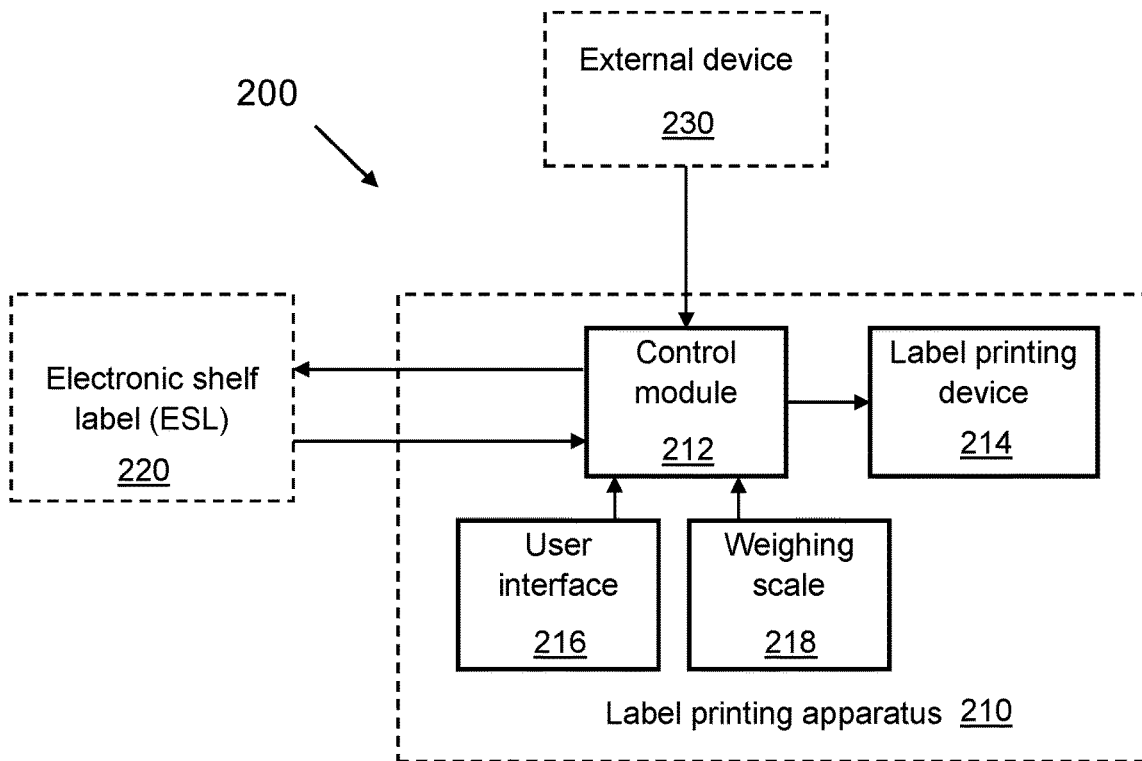 External device
230
200
Electronic shelf
label (ESL)
220
Control
module
212
Label printing
device
214
User
interface
216
Weighing
scale
218
Label printing apparatus 210